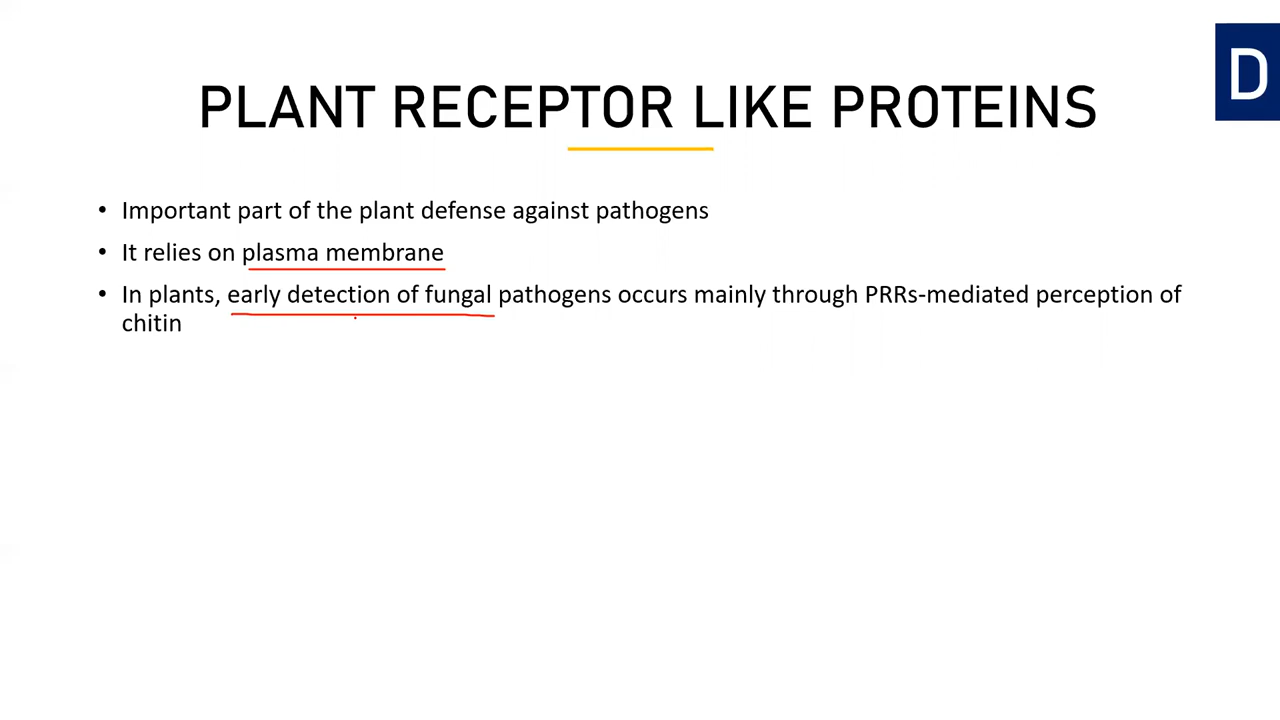 D
PLANT RECEPTOR LIKE PROTEINS
• Important part of the plant defense against pathogens
• It relies on plasma membrane
• In plants, early detection of fungal pathogens occurs mainly through PRRs-mediated perception of
chitin